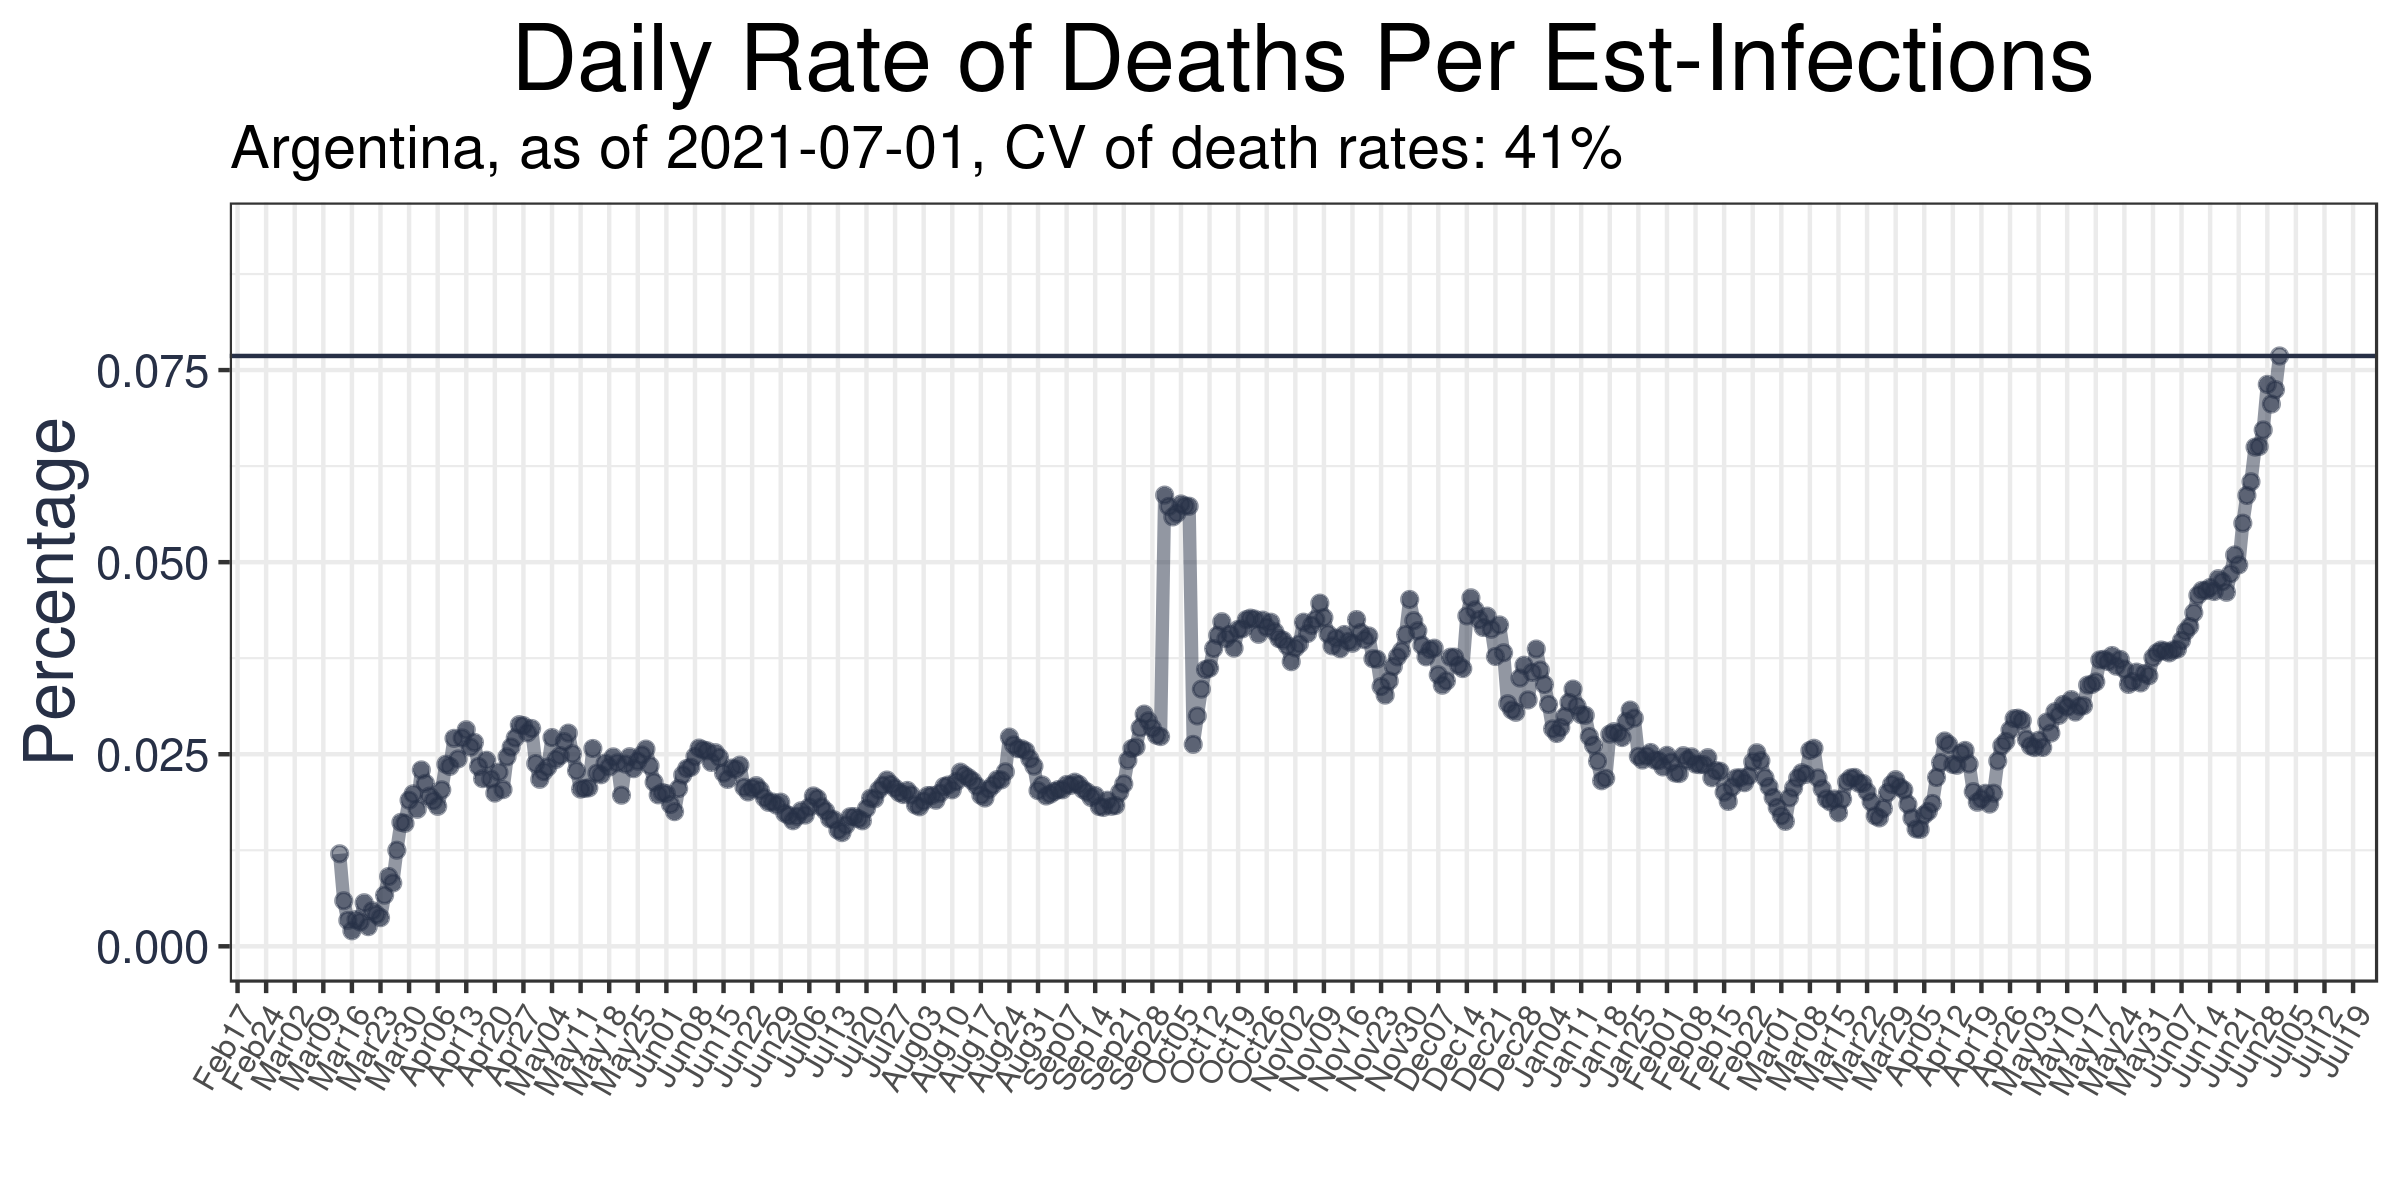 Daily Rate of Deaths Per Est-Infections
Argentina, as of 2021-07-01, CV of death rates: 41%
Percentage
0.075
0.050
0.025
0.000
Feb17
Feb24
Mar02
Mar09
Mar16
Mar23
Mar30
Apr06
Apr13
Apr20
Apr27
May04
May11
May18
May25
Jun01
Jun08
Jun15
Jun22
Jun29
Jul06
Jul13
Jul20
Jul27
Aug03
Aug10
Aug17
Aug24
Aug31
Sep07
Sep14
Sep21
Sep28
Oct05
Oct12
Oct19
Oct26
Nov02
Nov09
Nov16
Nov23
Nov30
Dec07
Dec14
Dec21
Dec28
Jan04
Jan11
Jan18
Jan25
Feb01
Feb08
Feb15
Feb22
Mar01
Mar08
Mar15
Mar22
Mar29
Apr05
Apr12
Apr19
Apr26
May03
May10
May17
May24
May31
Jun07
Jun14
Jun21
Jun28
Jul05
Jul12
Jul19